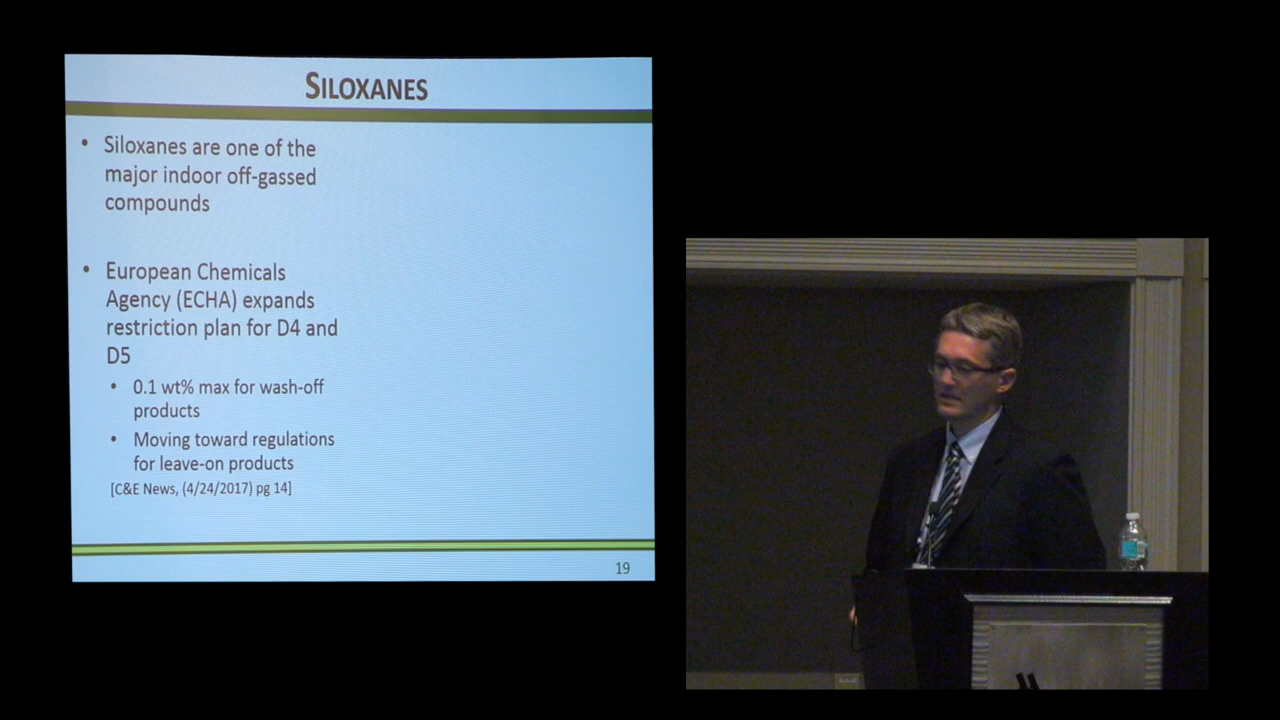 SILOXANES
• Siloxanes are one of the
major indoor off-gassed
compounds
• European Chemicals
Agency (ECHA) expands
restriction plan for D4 and
D5
• 0.1 wt% max for wash-off
products
• Moving toward regulations
for leave-on products
[C&E News, (4/24/2017) pg 14]
19